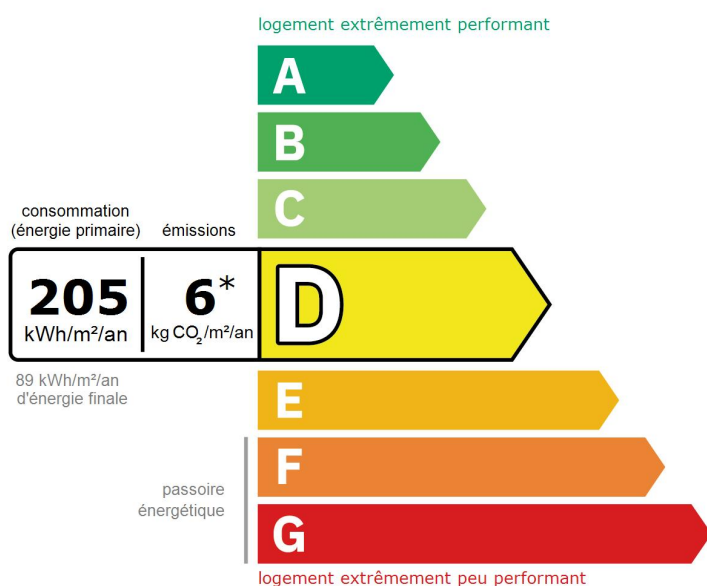 logement extrêmement performant
A
B
C
consommation
(énergie primaire)
émissions
205
kWh/m²/an
6*
kg CO₂/m²/an
D
89 kWh/m²/an
d'énergie finale
E
passoire
énergétique
F
G
logement extrêmement peu performant